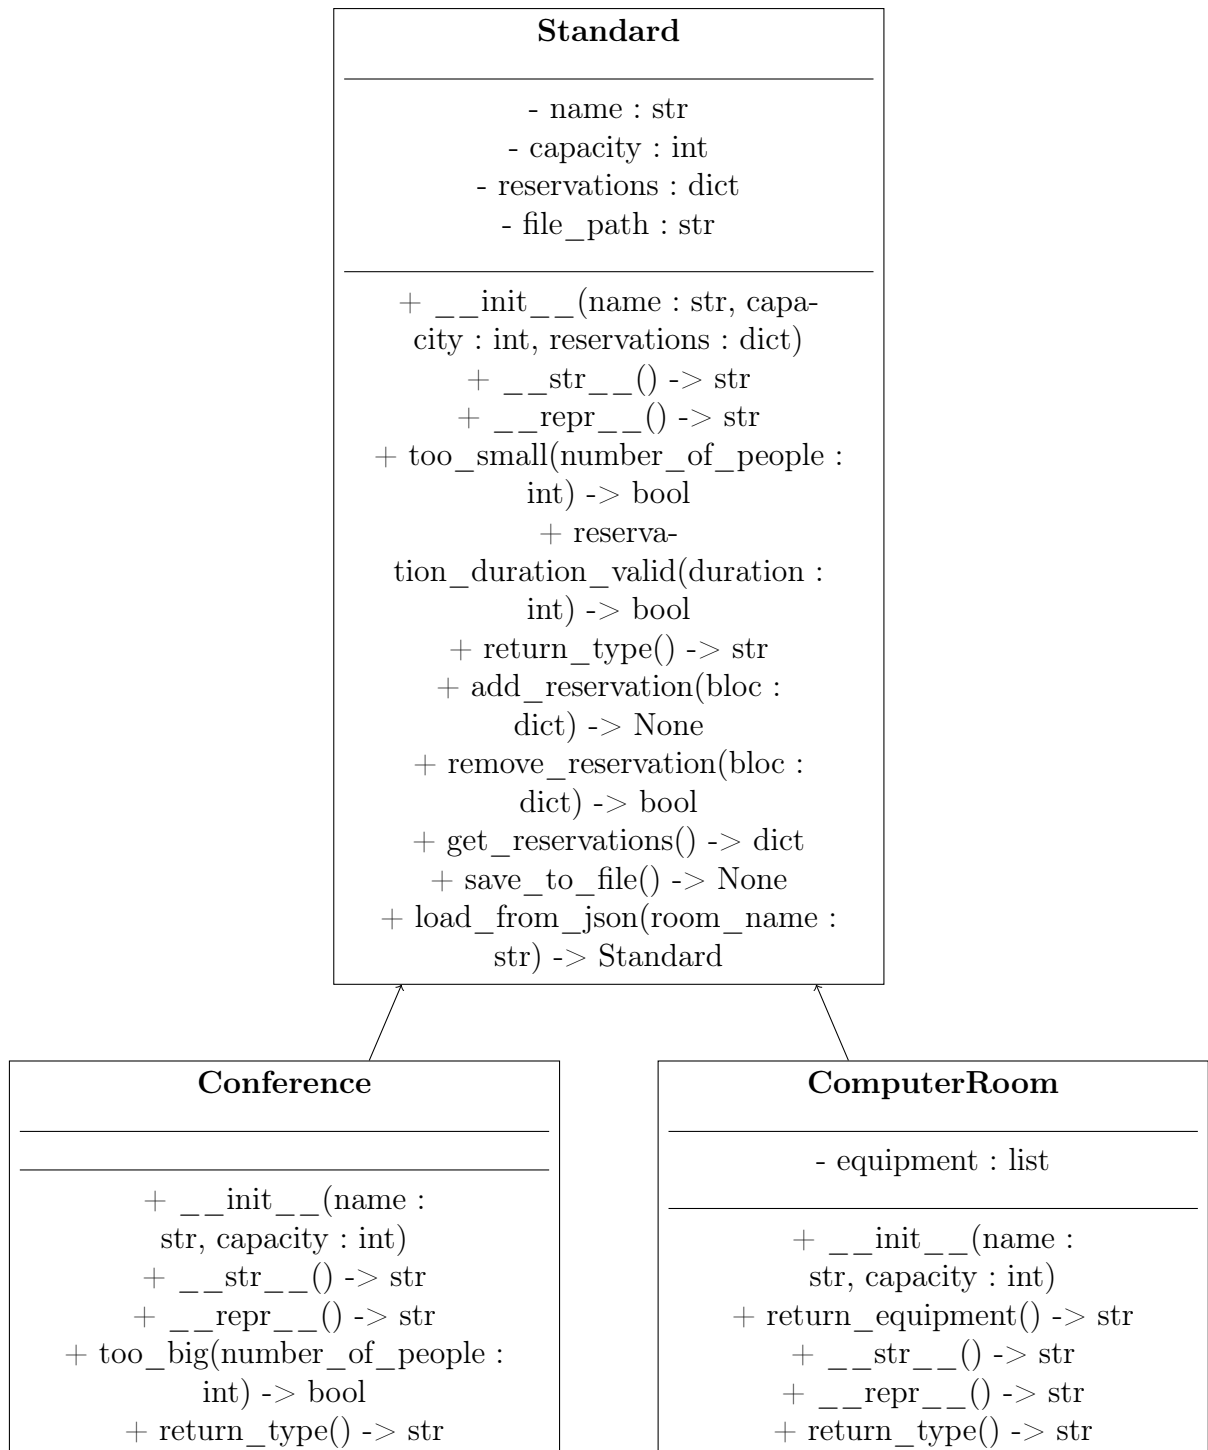 Standard
- name : str
- capacity : int
- reservations : dict
- file_path : str
+ __init__(name : str, capa-
city : int, reservations : dict)
+ __str__() -> str
+ __repr__() -> str
+ too_small(number_of_people :
int) -> bool
+ reserva-
tion_duration_valid(duration :
int) -> bool
+ return_type() -> str
+ add_reservation(bloc :
dict) -> None
+ remove_reservation(bloc :
dict) -> bool
+ get_reservations() -> dict
+ save_to_file() -> None
+ load_from_json(room_name :
str) -> Standard
Conference
+ __init__(name :
str, capacity : int)
+ __str__() -> str
+ __repr__() -> str
+ too_big(number_of_people :
int) -> bool
+ return_type() -> str
ComputerRoom
- equipment : list
+ __init__(name :
str, capacity : int)
+ return_equipment() -> str
+ __str__() -> str
+ __repr__() -> str
+ return_type() -> str